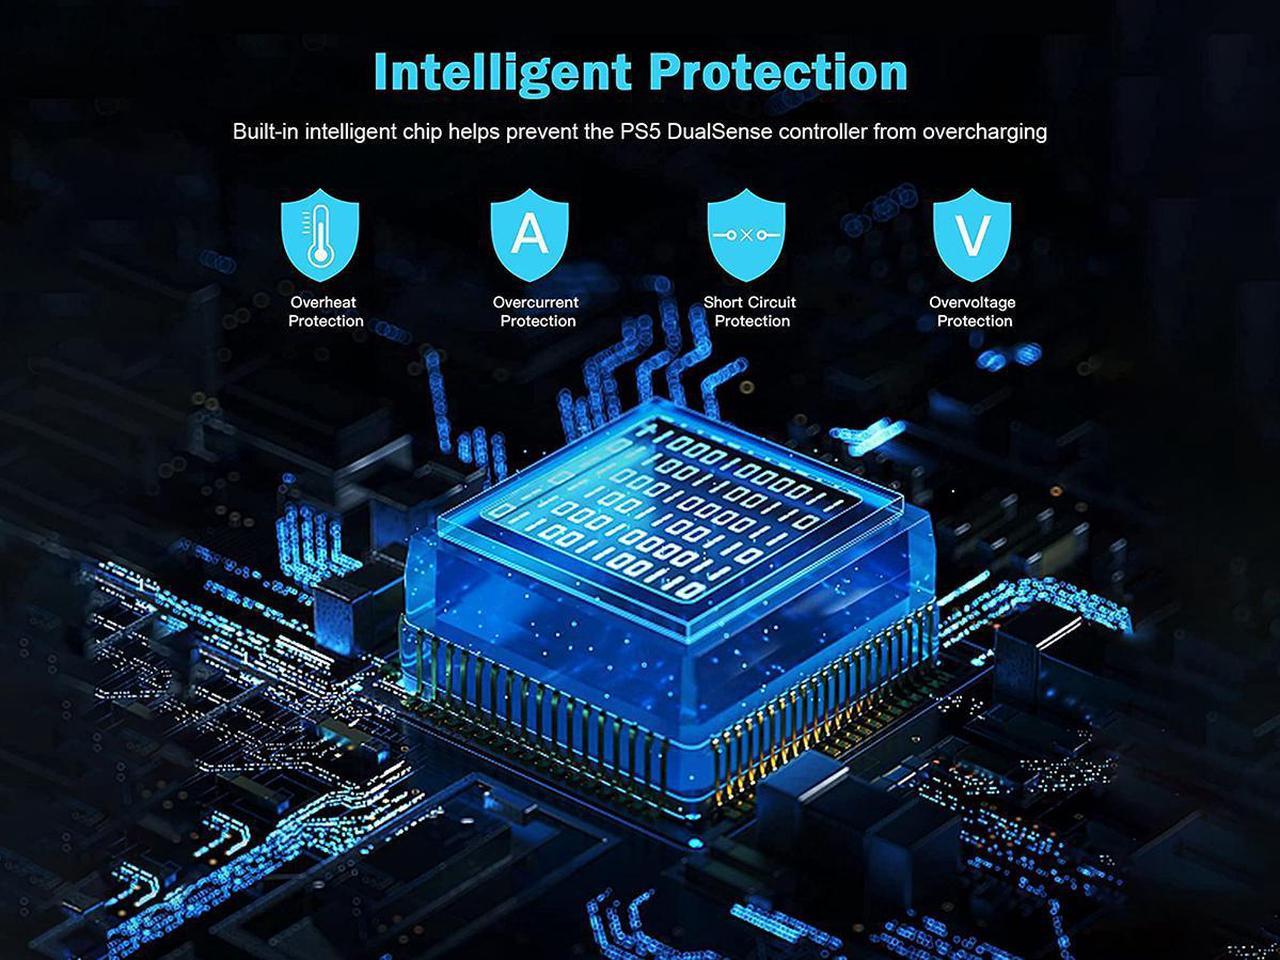 Intelligent Protection
Built-in intelligent chip helps prevent the PS5 DualSense controller from overcharging
A
V
Overheat
Protection
Overcurrent
Protection
Short Circuit
Protection
Overvoltage
Protection